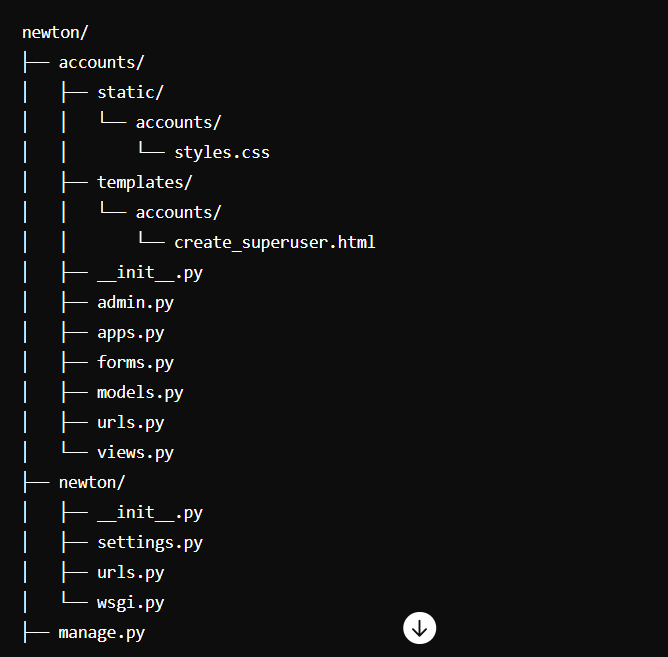 newton/
├── accounts/
│   ├── static/
│   │   └── accounts/
│   │       └── styles.css
│   ├── templates/
│   │   └── accounts/
│   │       └── create_superuser.html
│   ├── __init__.py
│   ├── admin.py
│   ├── apps.py
│   ├── forms.py
│   ├── models.py
│   ├── urls.py
│   └── views.py
├── newton/
│   ├── __init__.py
│   ├── settings.py
│   ├── urls.py
│   └── wsgi.py
├── manage.py